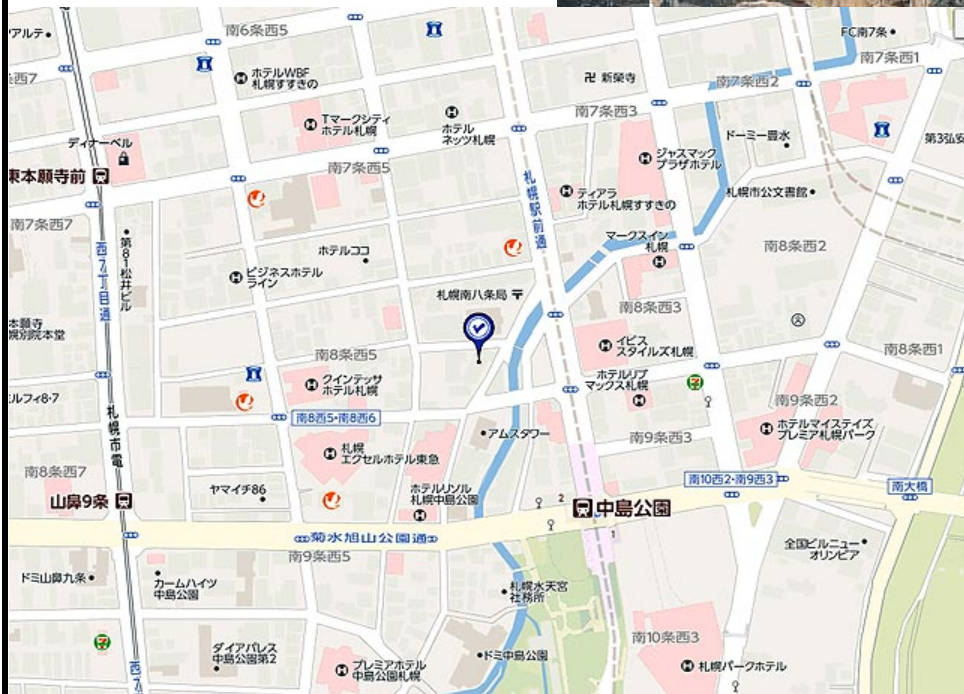 南6条西5
FC南7条
南7条西1
ホテルWBF
札幌すすきの
卍 新榮寺
南7条西2
南7条西3
Tマークシティ
ホテル札幌
ホテル
ネッツ札幌
ドーミー豊水
ディナーベル
南7条西5
ジャスマック
プラザホテル
東本願寺前
札幌駅前通
ティアラ
ホテル札幌すすきの
札幌市公文書館
南7条西7
西7丁目通
第81松井ビル
ホテルココ
マークスイン
札幌
南8条西2
ビジネスホテル
ライン
札幌南八条局 〒
南8条西3
南8条西5
イビス
スタイルズ札幌
南8条西1
クインテッサ
ホテル札幌
ホテルリブ
マックス札幌
南9条西2
札幌市電
南8西5・南8西6
アムスタワー
南9条西3
ホテルマイステイズ
プレミア札幌パーク
南8条西7
札幌
エクセルホテル東急
ヤマイチ86
ホテルリソル
札幌中島公園
南10西2・南9西3
南大橋
山鼻9条
2
中島公園
菊水旭山公園通
1
南9条西5
全国ビルニュー
オリンピア
ドミ山鼻九条
カームハイツ
中島公園
札幌水天宮
社務所
ダイアパレス
中島公園第2
ドミ中島公園
南10条西3
プレミアホテル
中島公園札幌
札幌パークホテル